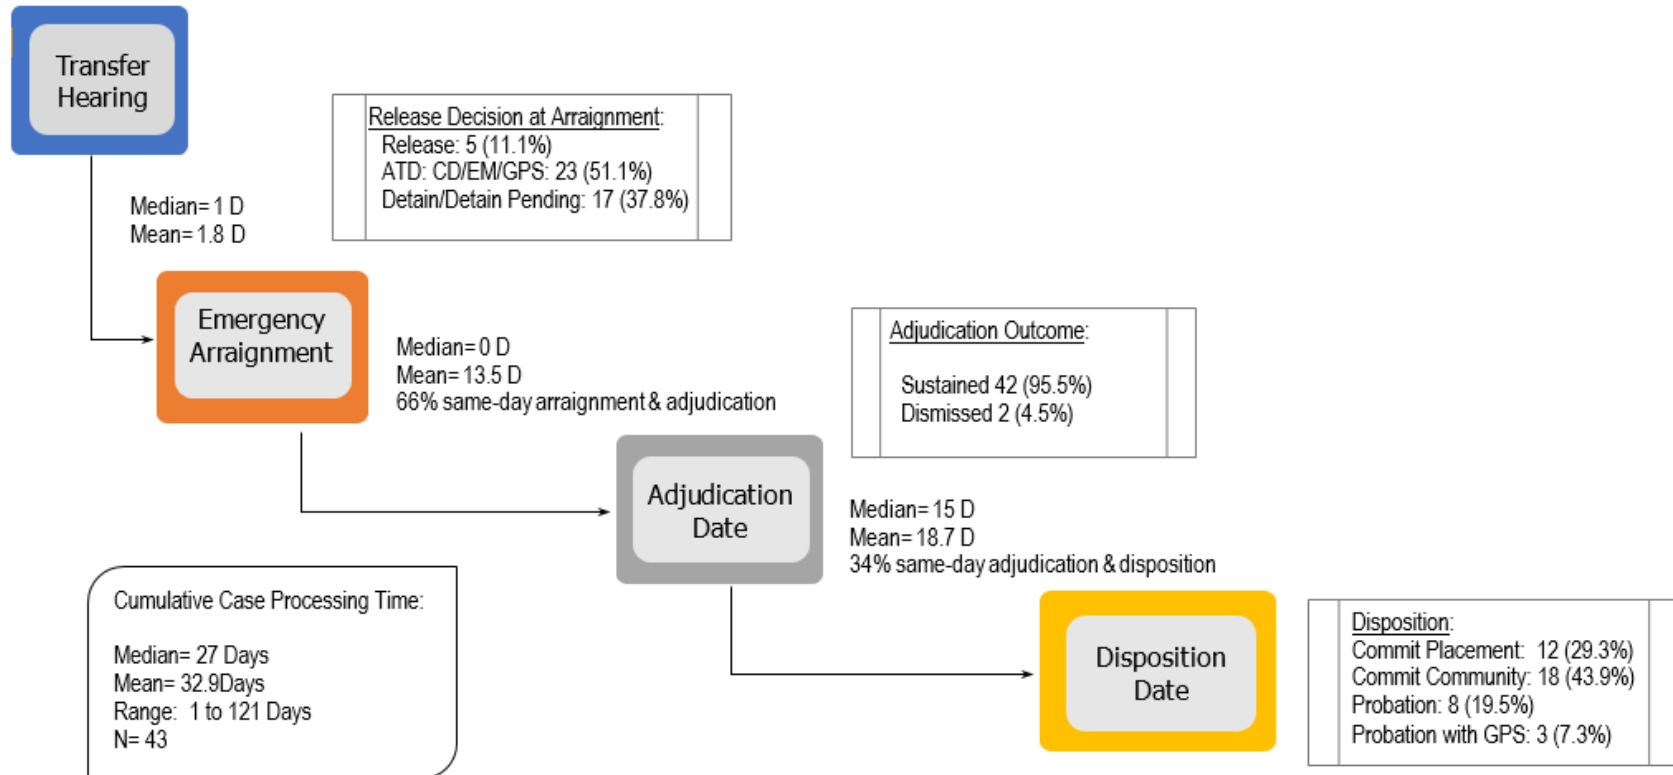 Transfer
Hearing
Release Decision at Arraignment:
Release: 5 (11.1%)
ATD: CD/EM/GPS: 23 (51.1%)
Detain/Detain Pending: 17 (37.8%)
Median= 1 D
Mean= 1.8 D
Emergency
Arraignment
Median= 0 D
Mean= 13.5 D
66% same-day arraignment & adjudication
Adjudication Outcome:
Sustained 42 (95.5%)
Dismissed 2 (4.5%)
Adjudication
Date
Median= 15 D
Mean= 18.7 D
34% same-day adjudication & disposition
Cumulative Case Processing Time:
Median= 27 Days
Mean= 32.9Days
Range: 1 to 121 Days
N= 43
Disposition
Date
Disposition:
Commit Placement: 12 (29.3%)
Commit Community: 18 (43.9%)
Probation: 8 (19.5%)
Probation with GPS: 3 (7.3%)